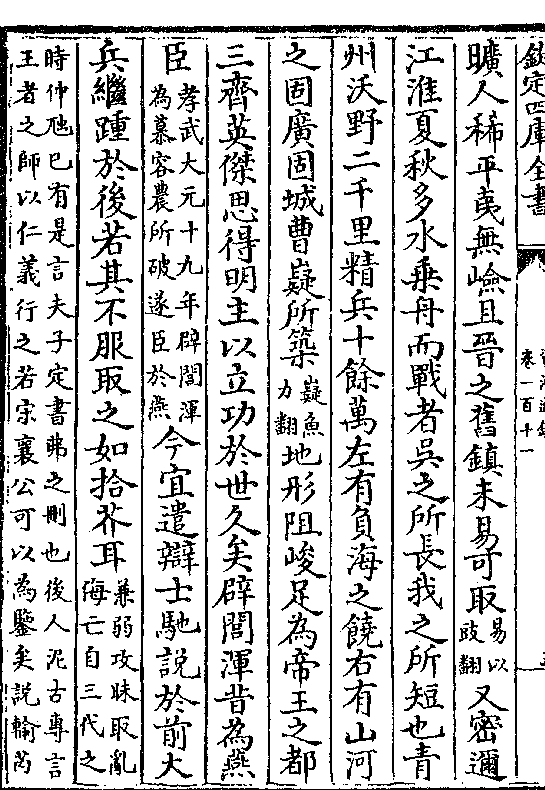 欽定四庫全書
卷一百十一
曠人稀平夷無嶮且晉之舊鎮未易可取易以豉翻又密邇
江淮夏秋多水乗舟而戰者吳之所長我之所短也青
州沃野二千里精兵十餘萬左有負海之饒右有山河
之固廣固城曹嶷所築嶷魚力翻地形阻峻足為帝王之都
三齊英傑思得明主以立功於世久矣辟閭渾昔為燕
臣孝武大元十九年辟閭渾為慕容農所破遂臣於燕今宜遣辯士馳說於前大
兵繼踵於後若其不服取之如拾芥耳兼弱攻昧取亂侮亡自三代之
時仲虺已有是言夫子定書弗之刪也後人泥古專言
王者之師以仁義行之若宋襄公可以為鑒矣說輸芮